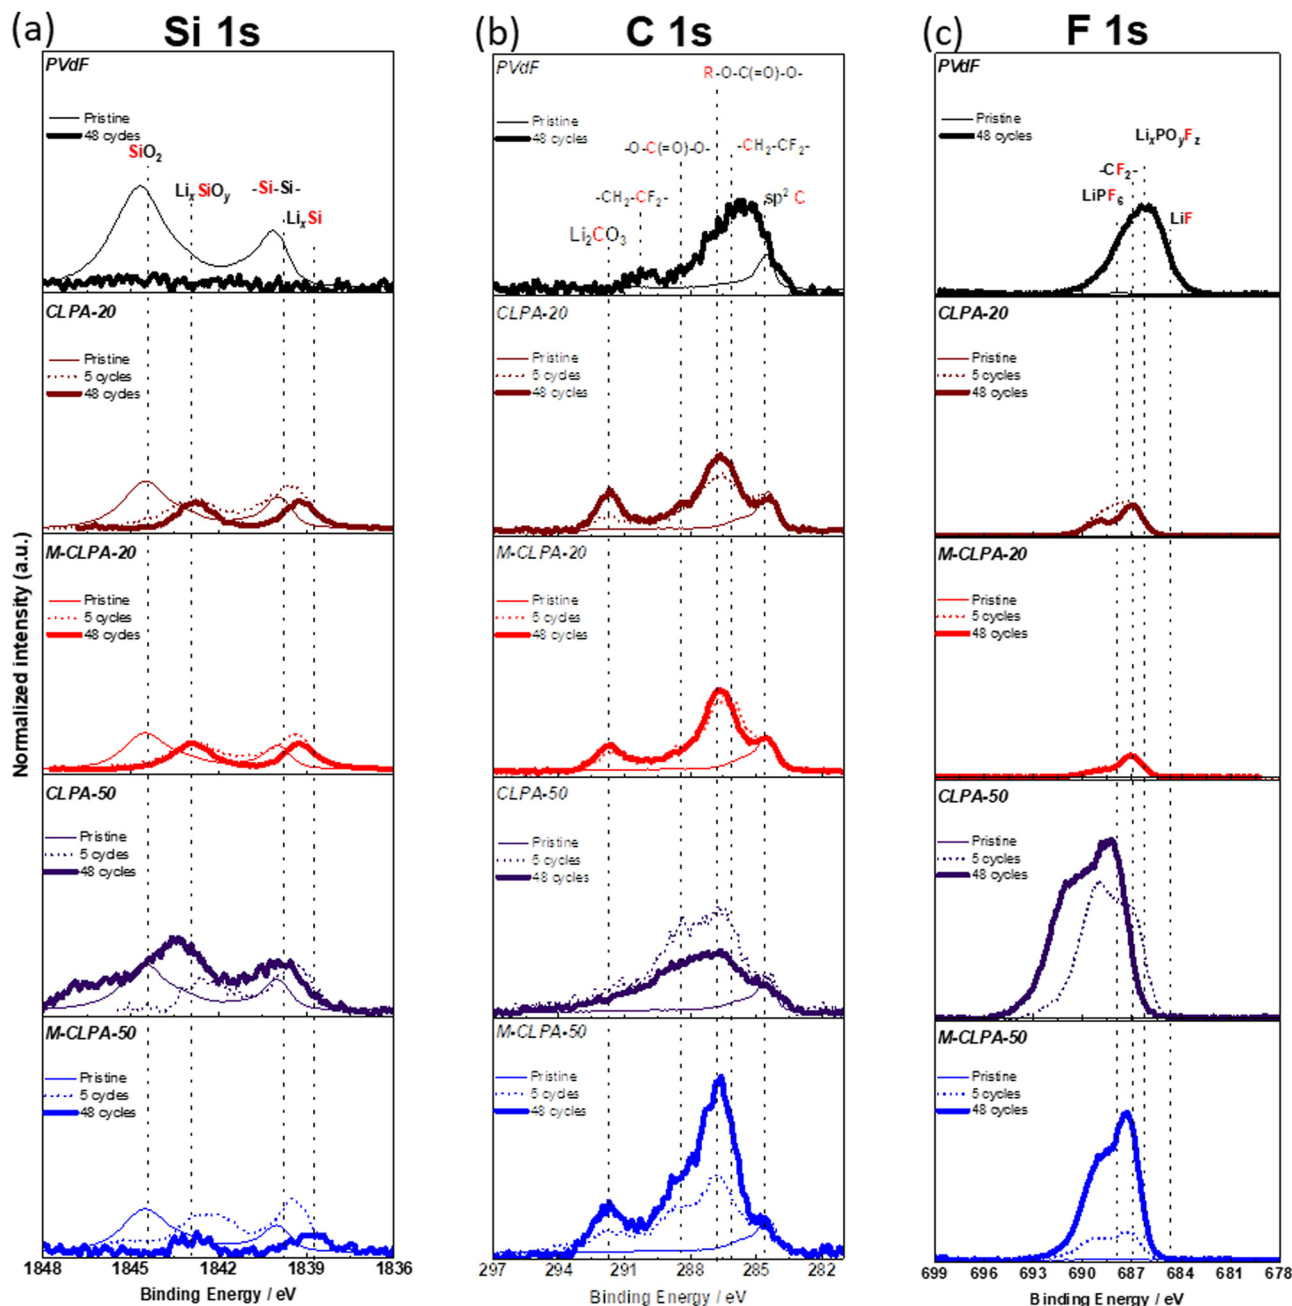 (a) Si 1s
PVdF
Pristine
48 cycles
SiO2
LixSiOy
-Si-Si-
LixSi
CLPA-20
Pristine
5 cycles
48 cycles
M-CLPA-20
Pristine
5 cycles
48 cycles
CLPA-50
Pristine
5 cycles
48 cycles
M-CLPA-50
Pristine
5 cycles
48 cycles
Normalized intensity (a.u.)
1848 1845 1842 1839 1836
Binding Energy / eV
(b) C 1s
PVdF
R-O-C(=O)-O-
Pristine
48 cycles
-O-C(=O)-O-
-CH2-CF2-
-CH2-CF2-
sp2 C
Li2CO3
CLPA-20
Pristine
5 cycles
48 cycles
M-CLPA-20
Pristine
5 cycles
48 cycles
CLPA-50
Pristine
5 cycles
48 cycles
M-CLPA-50
Pristine
5 cycles
48 cycles
297 294 291 288 285 282
Binding Energy / eV
(c) F 1s
PVdF
Pristine
48 cycles
LixPOyFz
-CF2-
LiPF6
LiF
CLPA-20
Pristine
5 cycles
48 cycles
M-CLPA-20
Pristine
5 cycles
48 cycles
CLPA-50
Pristine
5 cycles
48 cycles
M-CLPA-50
Pristine
5 cycles
48 cycles
699 696 693 690 687 684 681 678
Binding Energy / eV